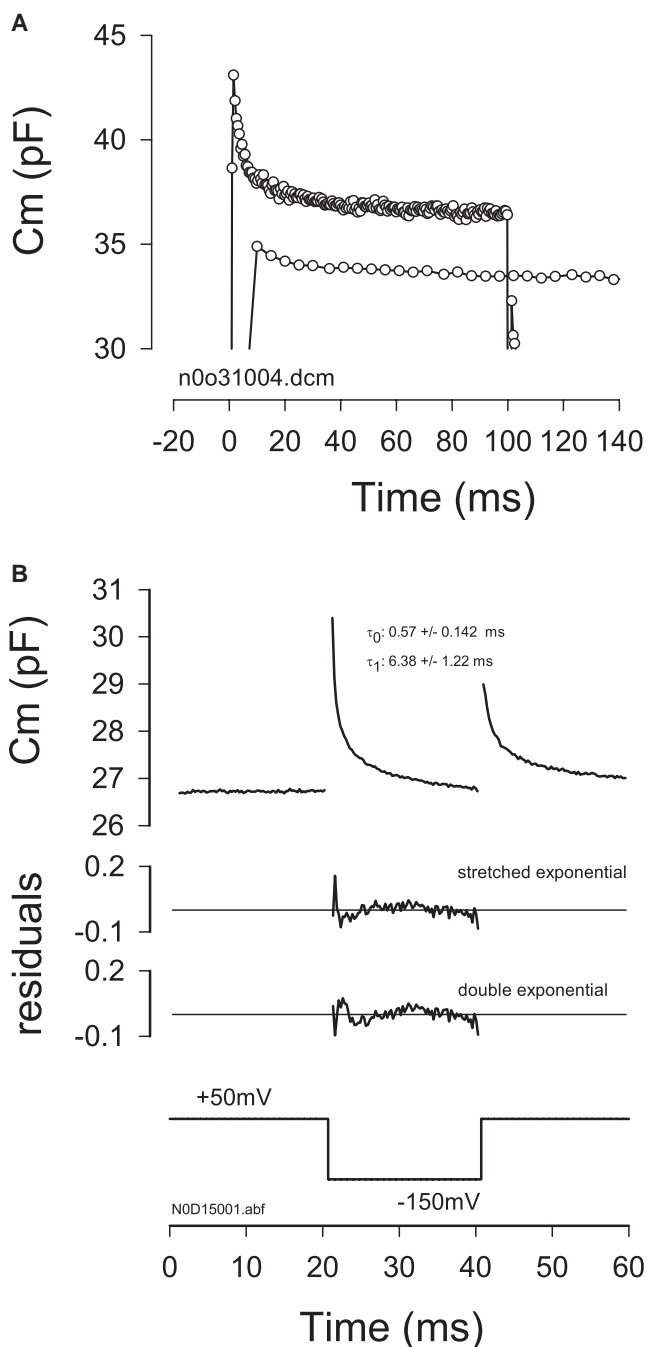 A
45
40
35
30
Cm (pF)
n0o31004.dcm
-20 0 20 40 60 80 100 120 140
Time (ms)
B
31
30
29
28
27
26
Cm (pF)
τ0: 0.57 +/- 0.142 ms
τ1: 6.38 +/- 1.22 ms
residuals
0.2
-0.1
stretched exponential
0.2
-0.1
double exponential
+50mV
-150mV
N0D15001.abf
0 10 20 30 40 50 60
Time (ms)